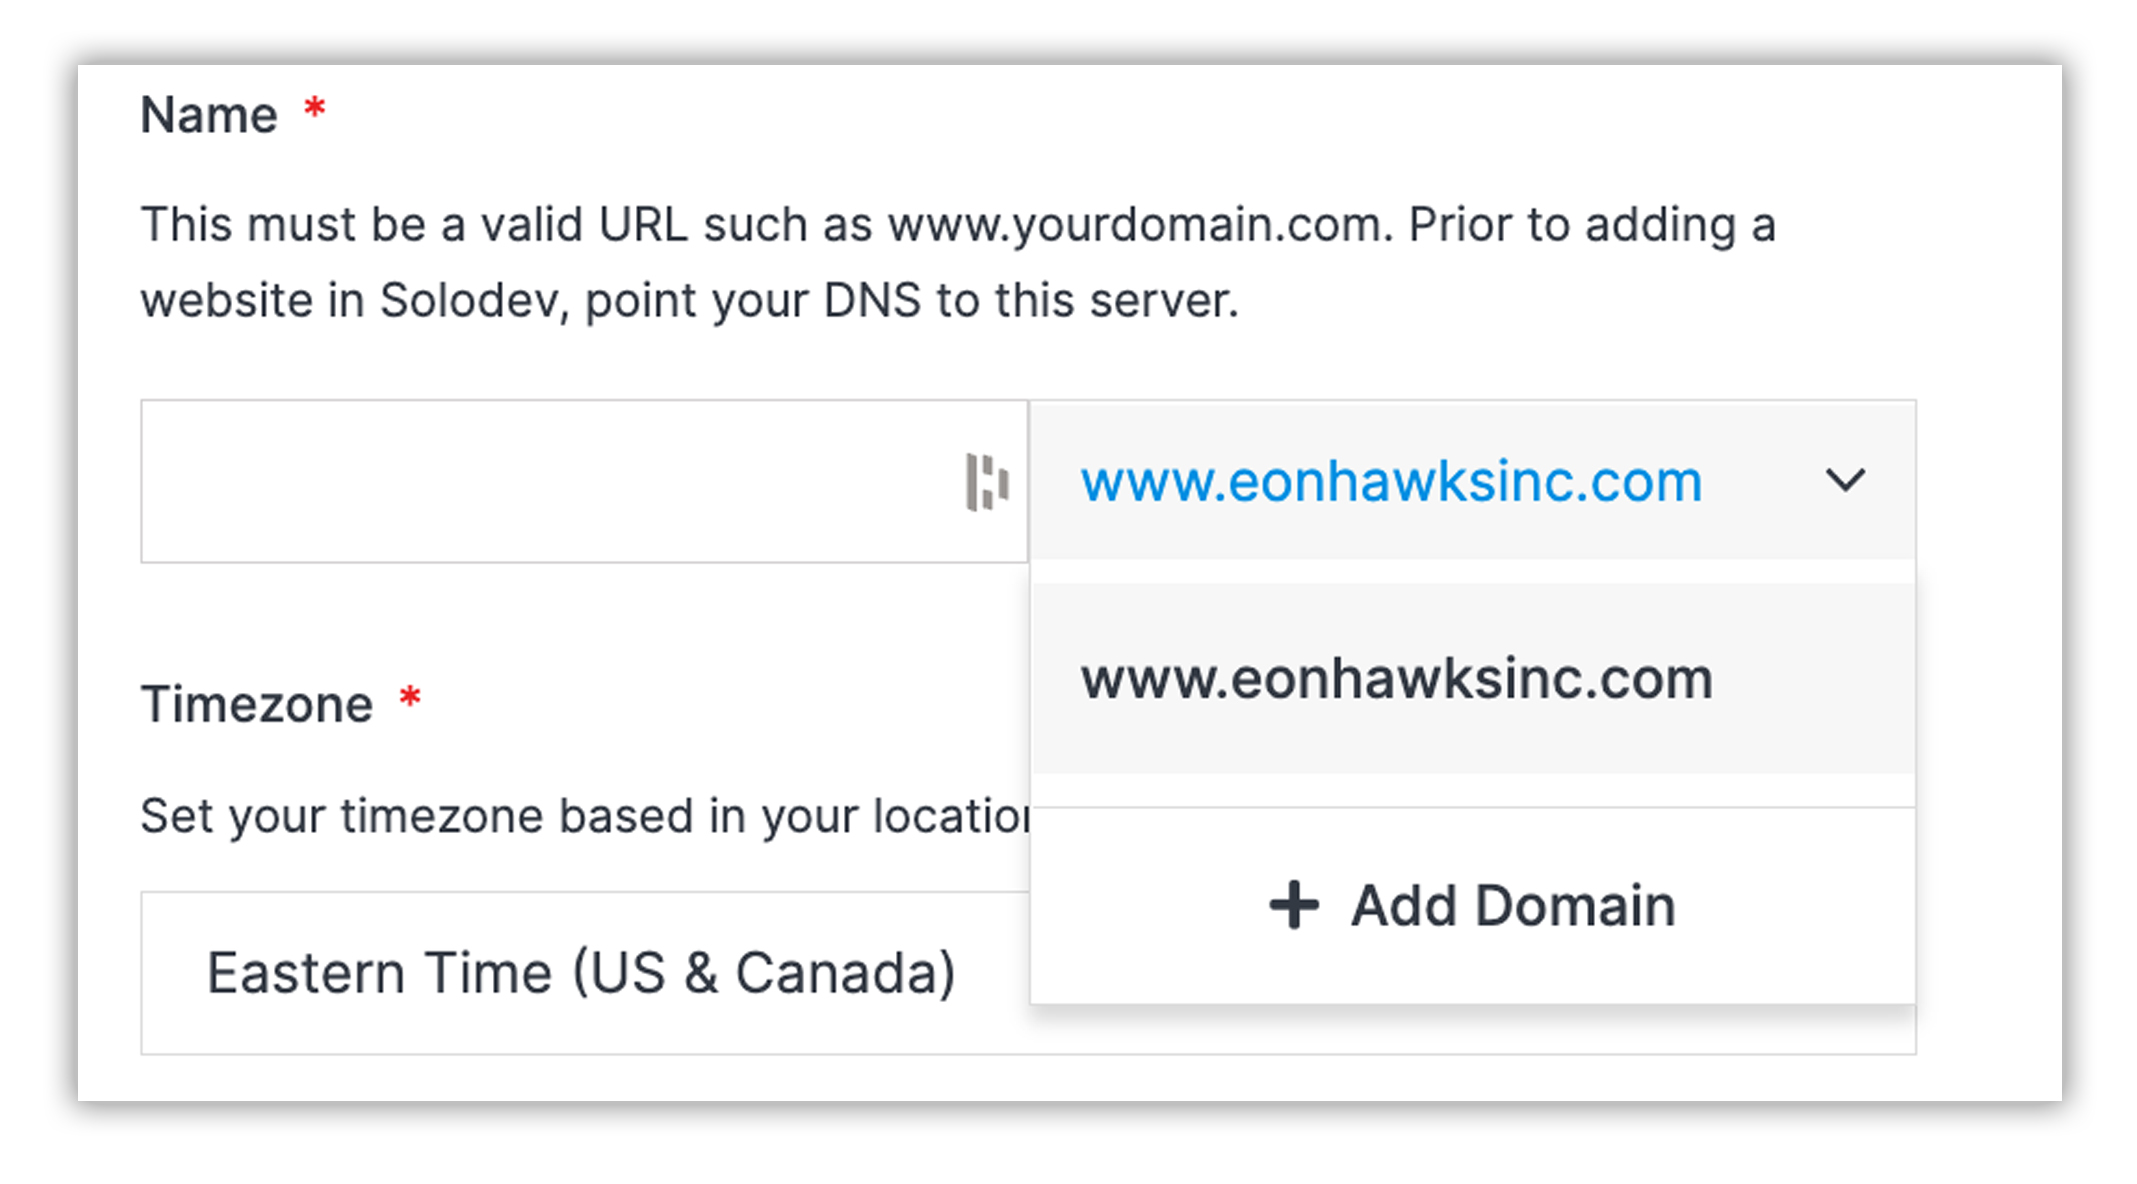 Name *
This must be a valid URL such as www.yourdomain.com. Prior to adding a
website in Solodev, point your DNS to this server.
www.eonhawksinc.com
www.eonhawksinc.com
+ Add Domain
Timezone *
Set your timezone based in your location
Eastern Time (US & Canada)